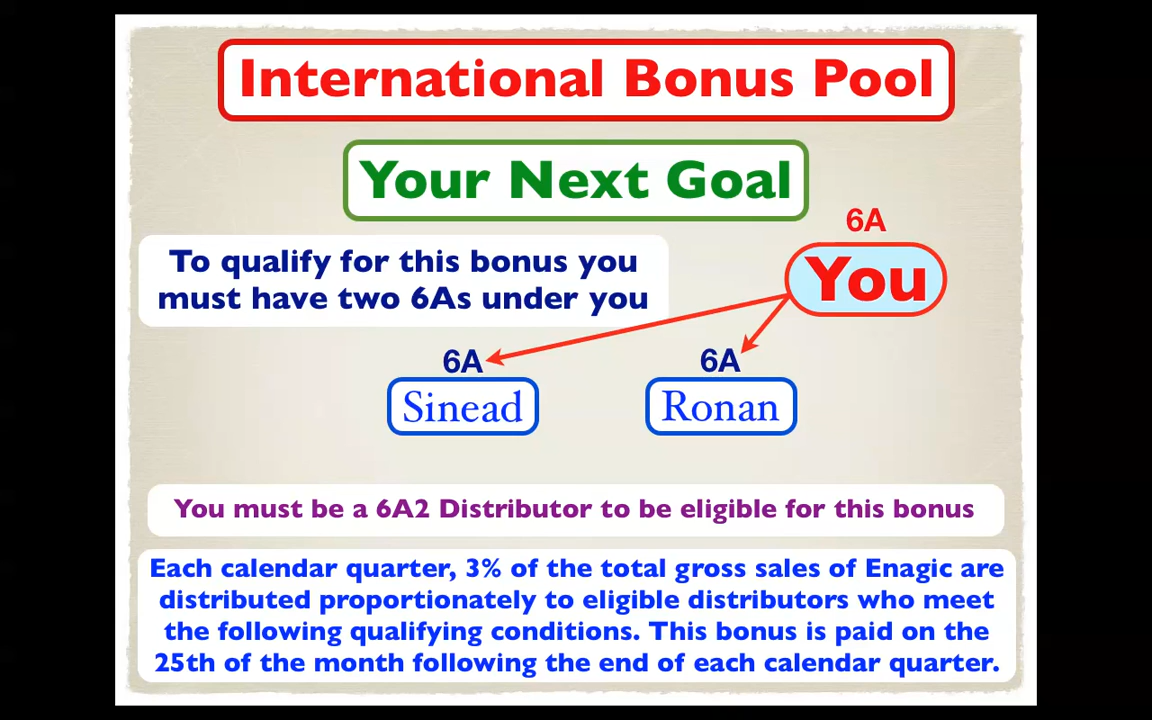 International Bonus Pool
Your Next Goal
6A
To qualify for this bonus you
must have two 6As under you
You
6A
6A
Sinead
Ronan
You must be a 6A2 Distributor to be eligible for this bonus
Each calendar quarter, 3% of the total gross sales of Enagic are
distributed proportionately to eligible distributors who meet
the following qualifying conditions. This bonus is paid on the
25th of the month following the end of each calendar quarter.